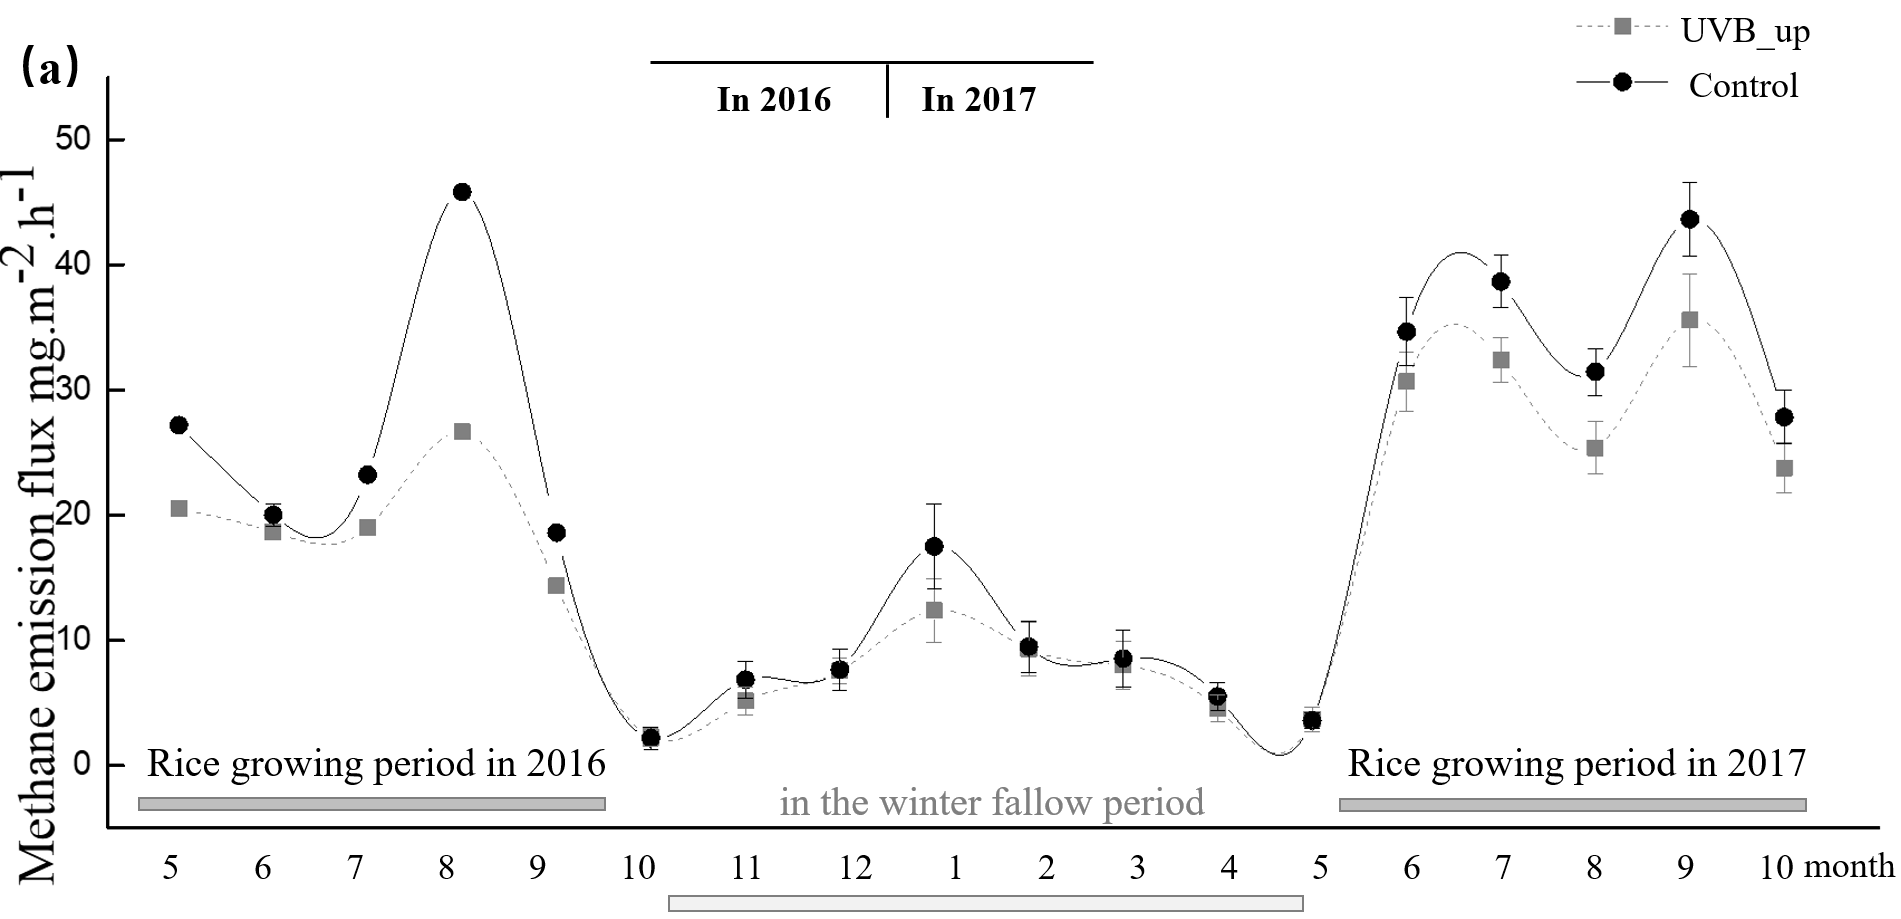 (a)
UVB_up
Control
In 2016
In 2017
Methane emission flux mg.m-2.h-1
50
40
30
20
10
0
Rice growing period in 2016
in the winter fallow period
Rice growing period in 2017
5 6 7 8 9 10 11 12 1 2 3 4 5 6 7 8 9 10 month